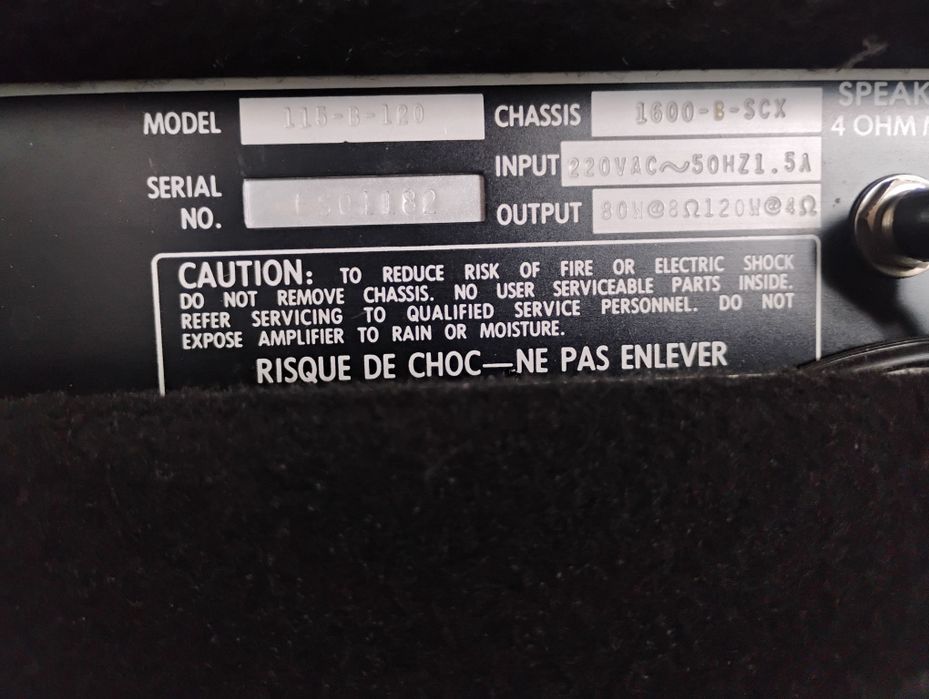 MODEL 115-B-120 CHASSIS 1600-B-SCX
SPEAK
4 OHM M
INPUT 220VAC~50HZ1.5A
SERIAL
NO. OUTPUT 80W@8Ω120W@4Ω
CAUTION: TO REDUCE RISK OF FIRE OR ELECTRIC SHOCK
DO NOT REMOVE CHASSIS. NO USER SERVICEABLE PARTS INSIDE.
REFER SERVICING TO QUALIFIED SERVICE PERSONNEL. DO NOT
EXPOSE AMPLIFIER TO RAIN OR MOISTURE.
RISQUE DE CHOC—NE PAS ENLEVER